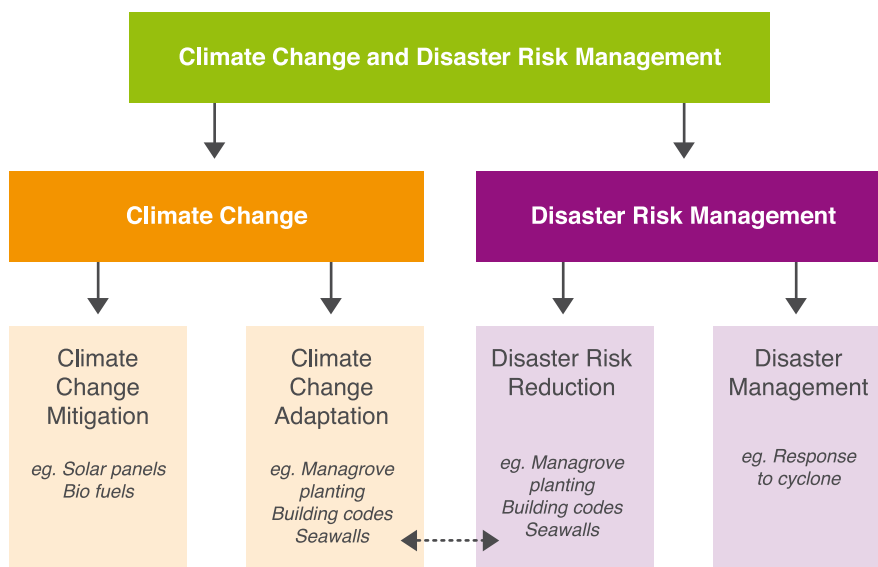 Climate Change and Disaster Risk Management
Climate Change
Disaster Risk Management
Climate
Change
Mitigation
eg. Solar panels
Bio fuels
Climate
Change
Adaptation
eg. Managrove
planting
Building codes
Seawalls
Disaster Risk
Reduction
eg. Managrove
planting
Building codes
Seawalls
Disaster
Management
eg. Response
to cyclone